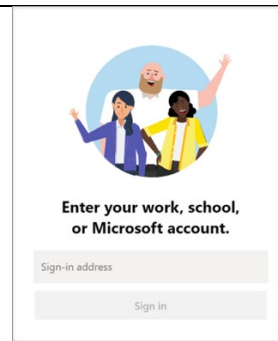 Enter your work, school,
or Microsoft account.
Sign-in address
Sign in